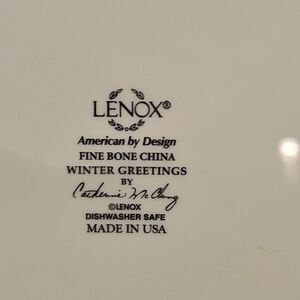 LENOX®
American by Design
FINE BONE CHINA
WINTER GREETINGS
BY
Catherine McClung
©LENOX
DISHWASHER SAFE
MADE IN USA